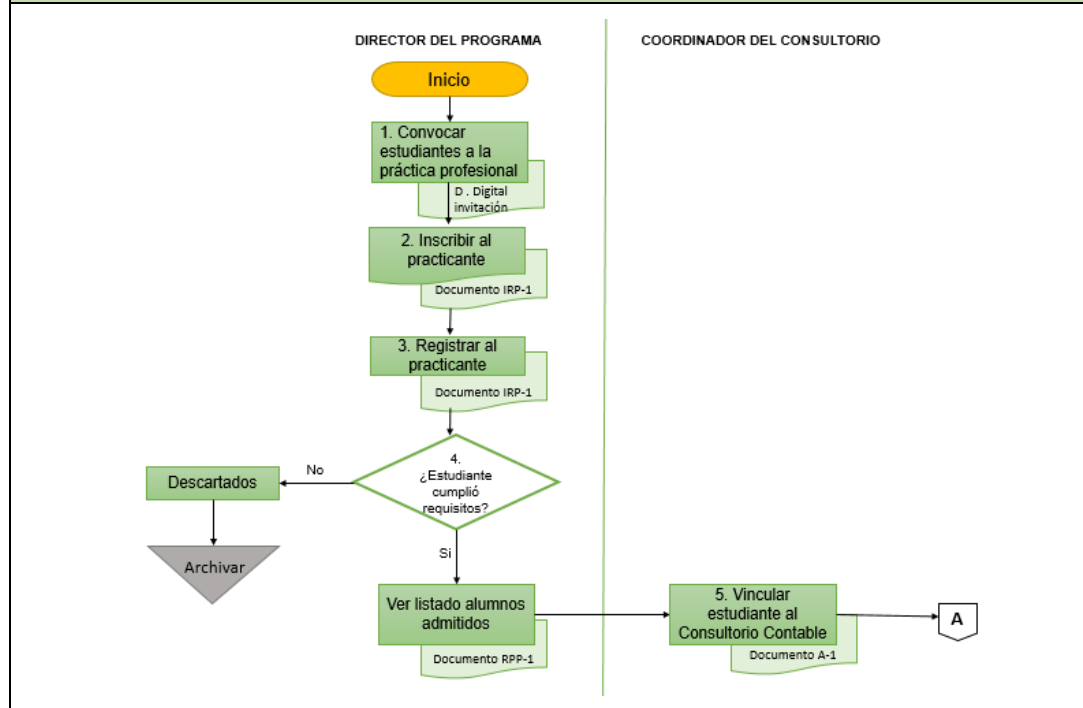 DIRECTOR DEL PROGRAMA
COORDINADOR DEL CONSULTORIO
Inicio
1. Convocar
estudiantes a la
práctica profesional
D . Digital
invitación
2. Inscribir al
practicante
Documento IRP-1
3. Registrar al
practicante
Documento IRP-1
4.
¿Estudiante
cumplió
requisitos?
No
Descartados
Archivar
Si
Ver listado alumnos
admitidos
Documento RPP-1
5. Vincular
estudiante al
Consultorio Contable
Documento A-1
A